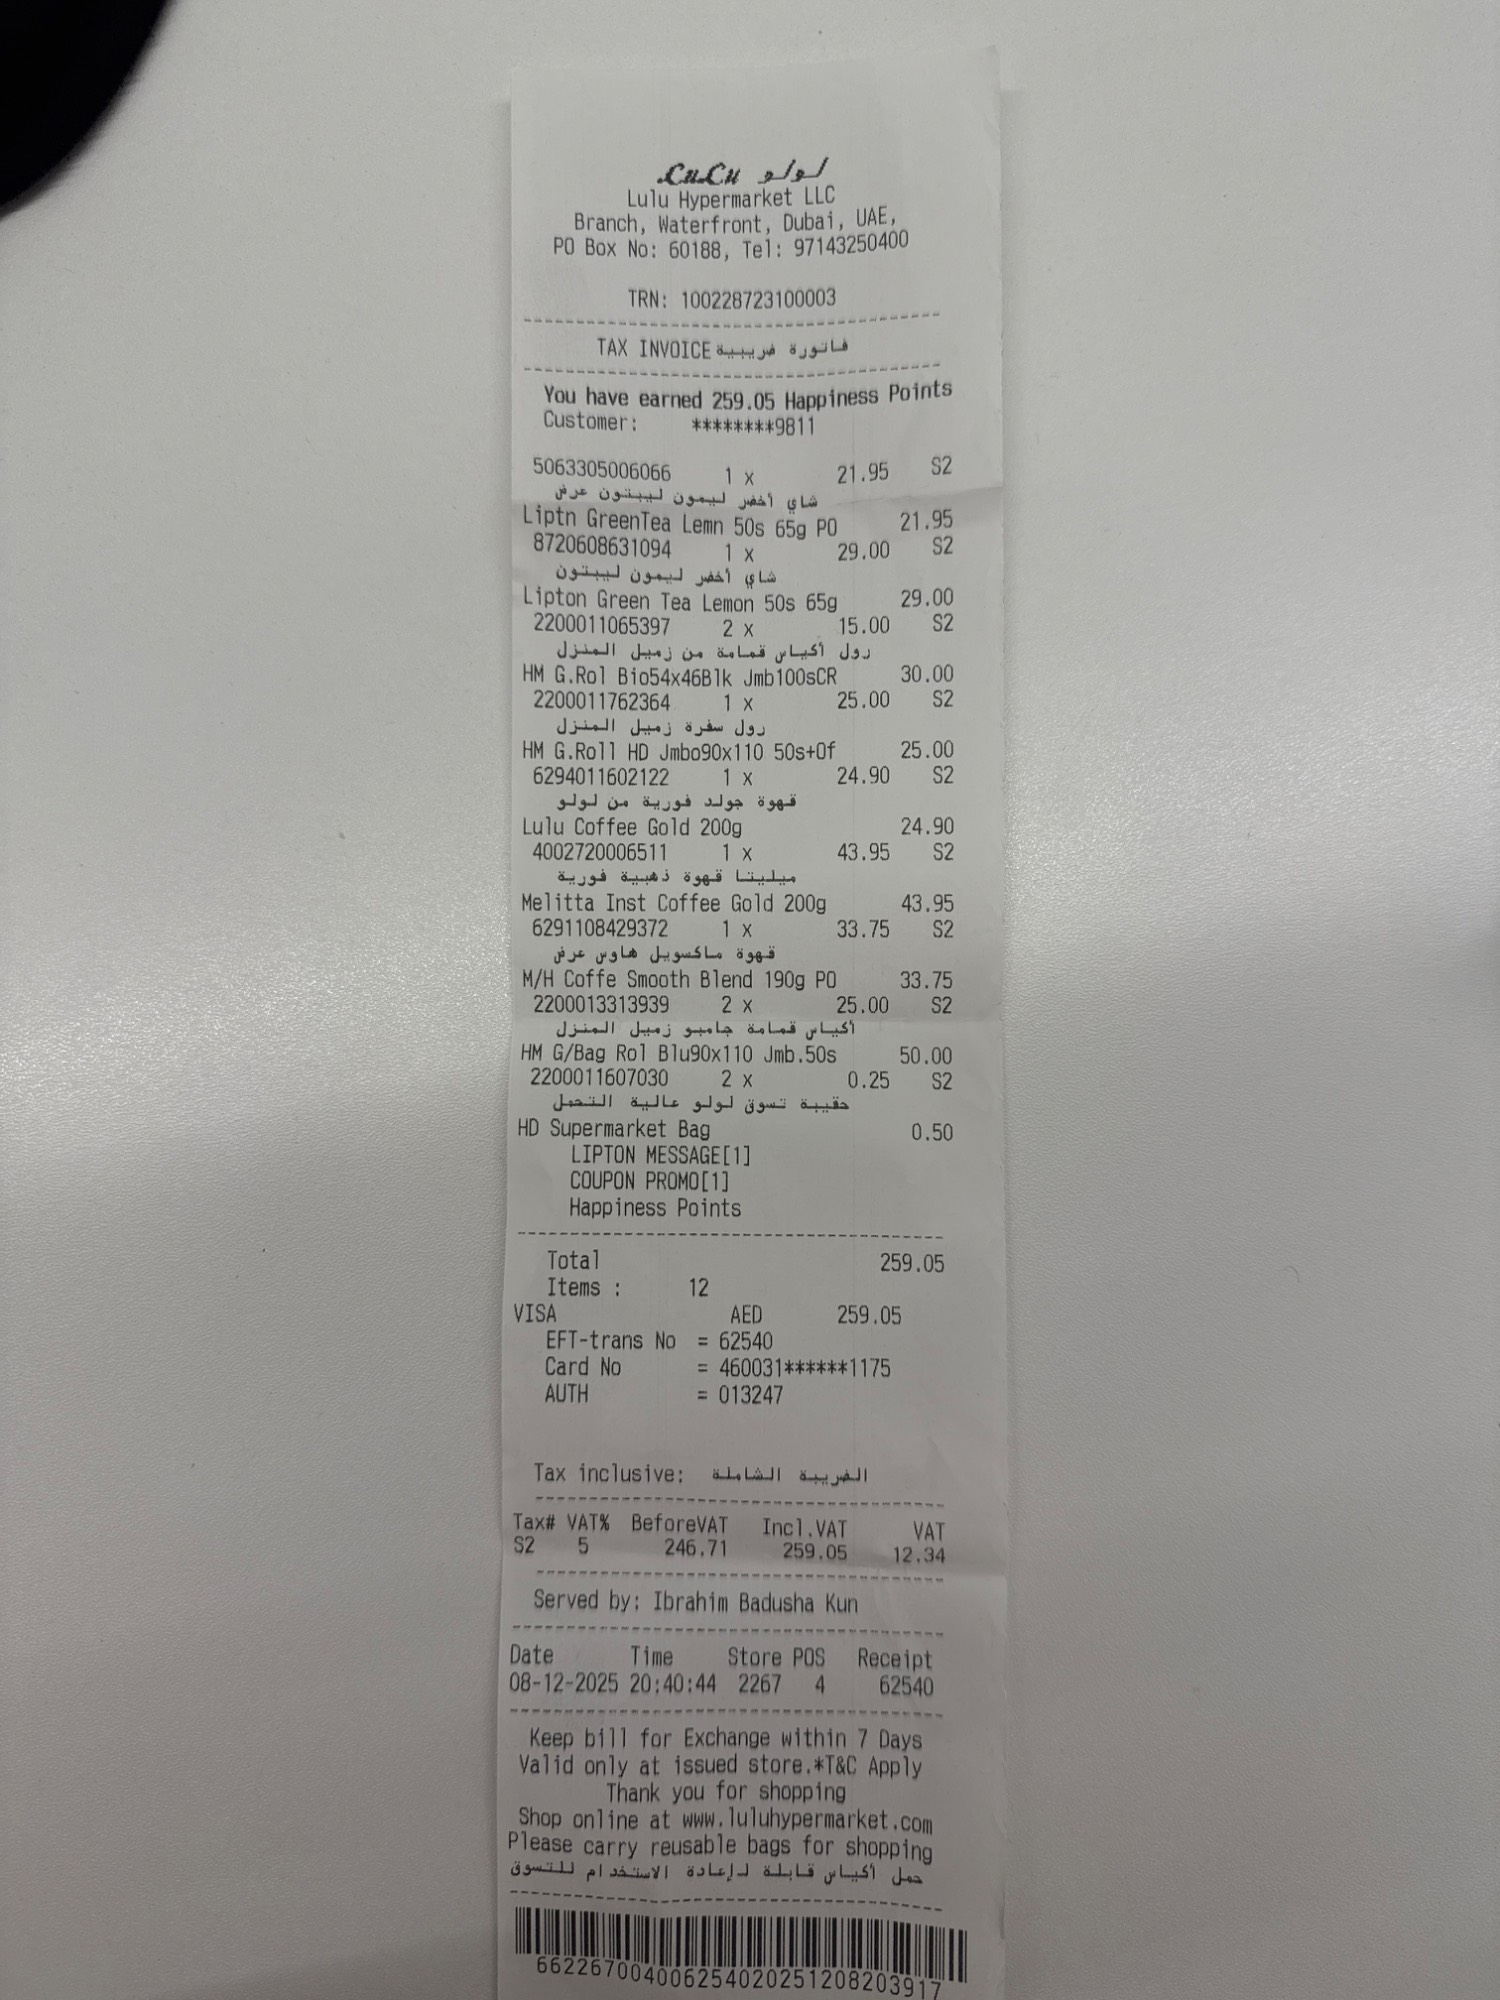 LuLu لولو
Lulu Hypermarket LLC
Branch, Waterfront, Dubai, UAE,
PO Box No: 60188, Tel: 97143250400
TRN: 100228723100003
TAX INVOICE فاتورة ضريبية
You have earned 259.05 Happiness Points
Customer: ********9811
5063305006066 1 x 21.95 S2
شاي أخضر ليمون ليبتون عرض
Liptn GreenTea Lemn 50s 65g PO 21.95
8720608631094 1 x 29.00 S2
شاي أخضر ليمون ليبتون
Lipton Green Tea Lemon 50s 65g 29.00
2200011065397 2 x 15.00 S2
رول أكياس قمامة من زميل المنزل
HM G.Rol Bio54x46Blk Jmb100sCR 30.00
2200011762364 1 x 25.00 S2
رول سفرة زميل المنزل
HM G.Roll HD Jmbo90x110 50s+Of 25.00
6294011602122 1 x 24.90 S2
قهوة جولد فورية من لولو
Lulu Coffee Gold 200g 24.90
4002720006511 1 x 43.95 S2
ميليتا قهوة ذهبية فورية
Melitta Inst Coffee Gold 200g 43.95
6291108429372 1 x 33.75 S2
قهوة ماكسويل هاوس عرض
M/H Coffe Smooth Blend 190g PO 33.75
2200013313939 2 x 25.00 S2
أكياس قمامة جامبو زميل المنزل
HM G/Bag Rol Blu90x110 Jmb.50s 50.00
2200011607030 2 x 0.25 S2
حقيبة تسوق لولو عالية التحمل
HD Supermarket Bag 0.50
LIPTON MESSAGE[1]
COUPON PROMO[1]
Happiness Points
Total 259.05
Items : 12
VISA AED 259.05
EFT-trans No = 62540
Card No = 460031******1175
AUTH = 013247
Tax inclusive: الضريبة الشاملة
Tax# VAT% BeforeVAT Incl.VAT VAT
S2 5 246.71 259.05 12.34
Served by: Ibrahim Badusha Kun
Date Time Store POS Receipt
08-12-2025 20:40:44 2267 4 62540
Keep bill for Exchange within 7 Days
Valid only at issued store.*T&C Apply
Thank you for shopping
Shop online at www.luluhypermarket.com
Please carry reusable bags for shopping
حمل أكياس قابلة لإعادة الاستخدام للتسوق
662267004006254020251208203917